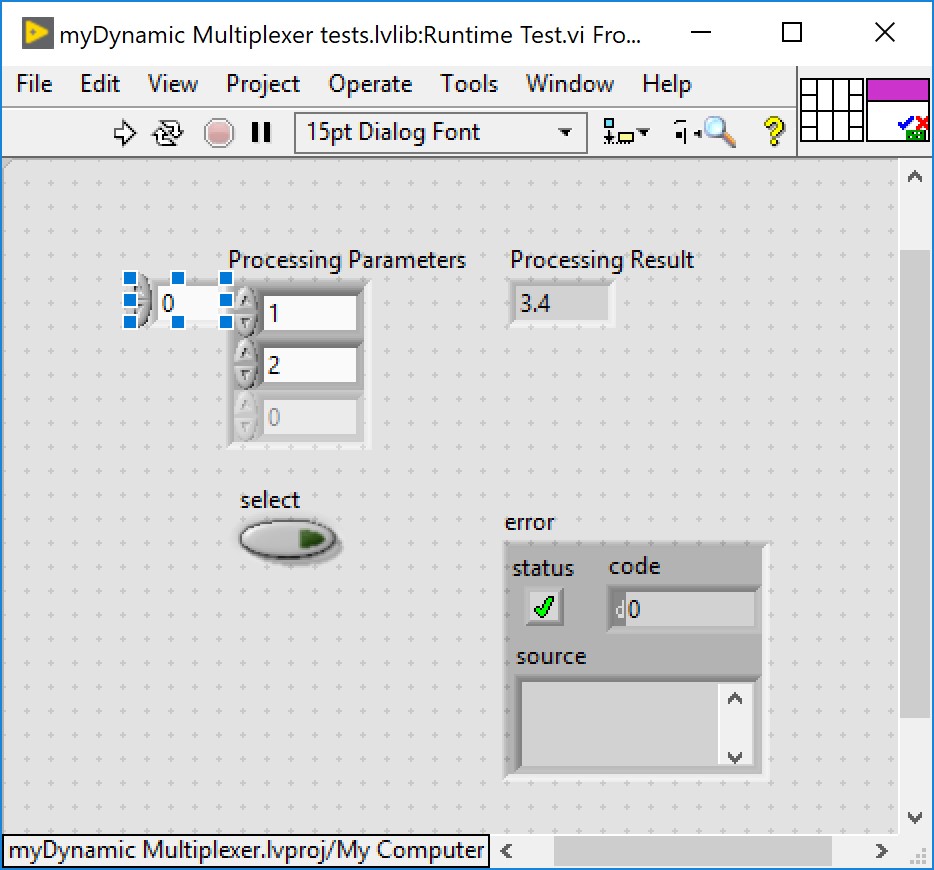 myDynamic Multiplexer tests.lvlib:Runtime Test.vi Fro...
File Edit View Project Operate Tools Window Help
15pt Dialog Font
?
Processing Parameters Processing Result
0 1 3.4
2
0
select
error
status code
d 0
source
myDynamic Multiplexer.lvproj/My Computer